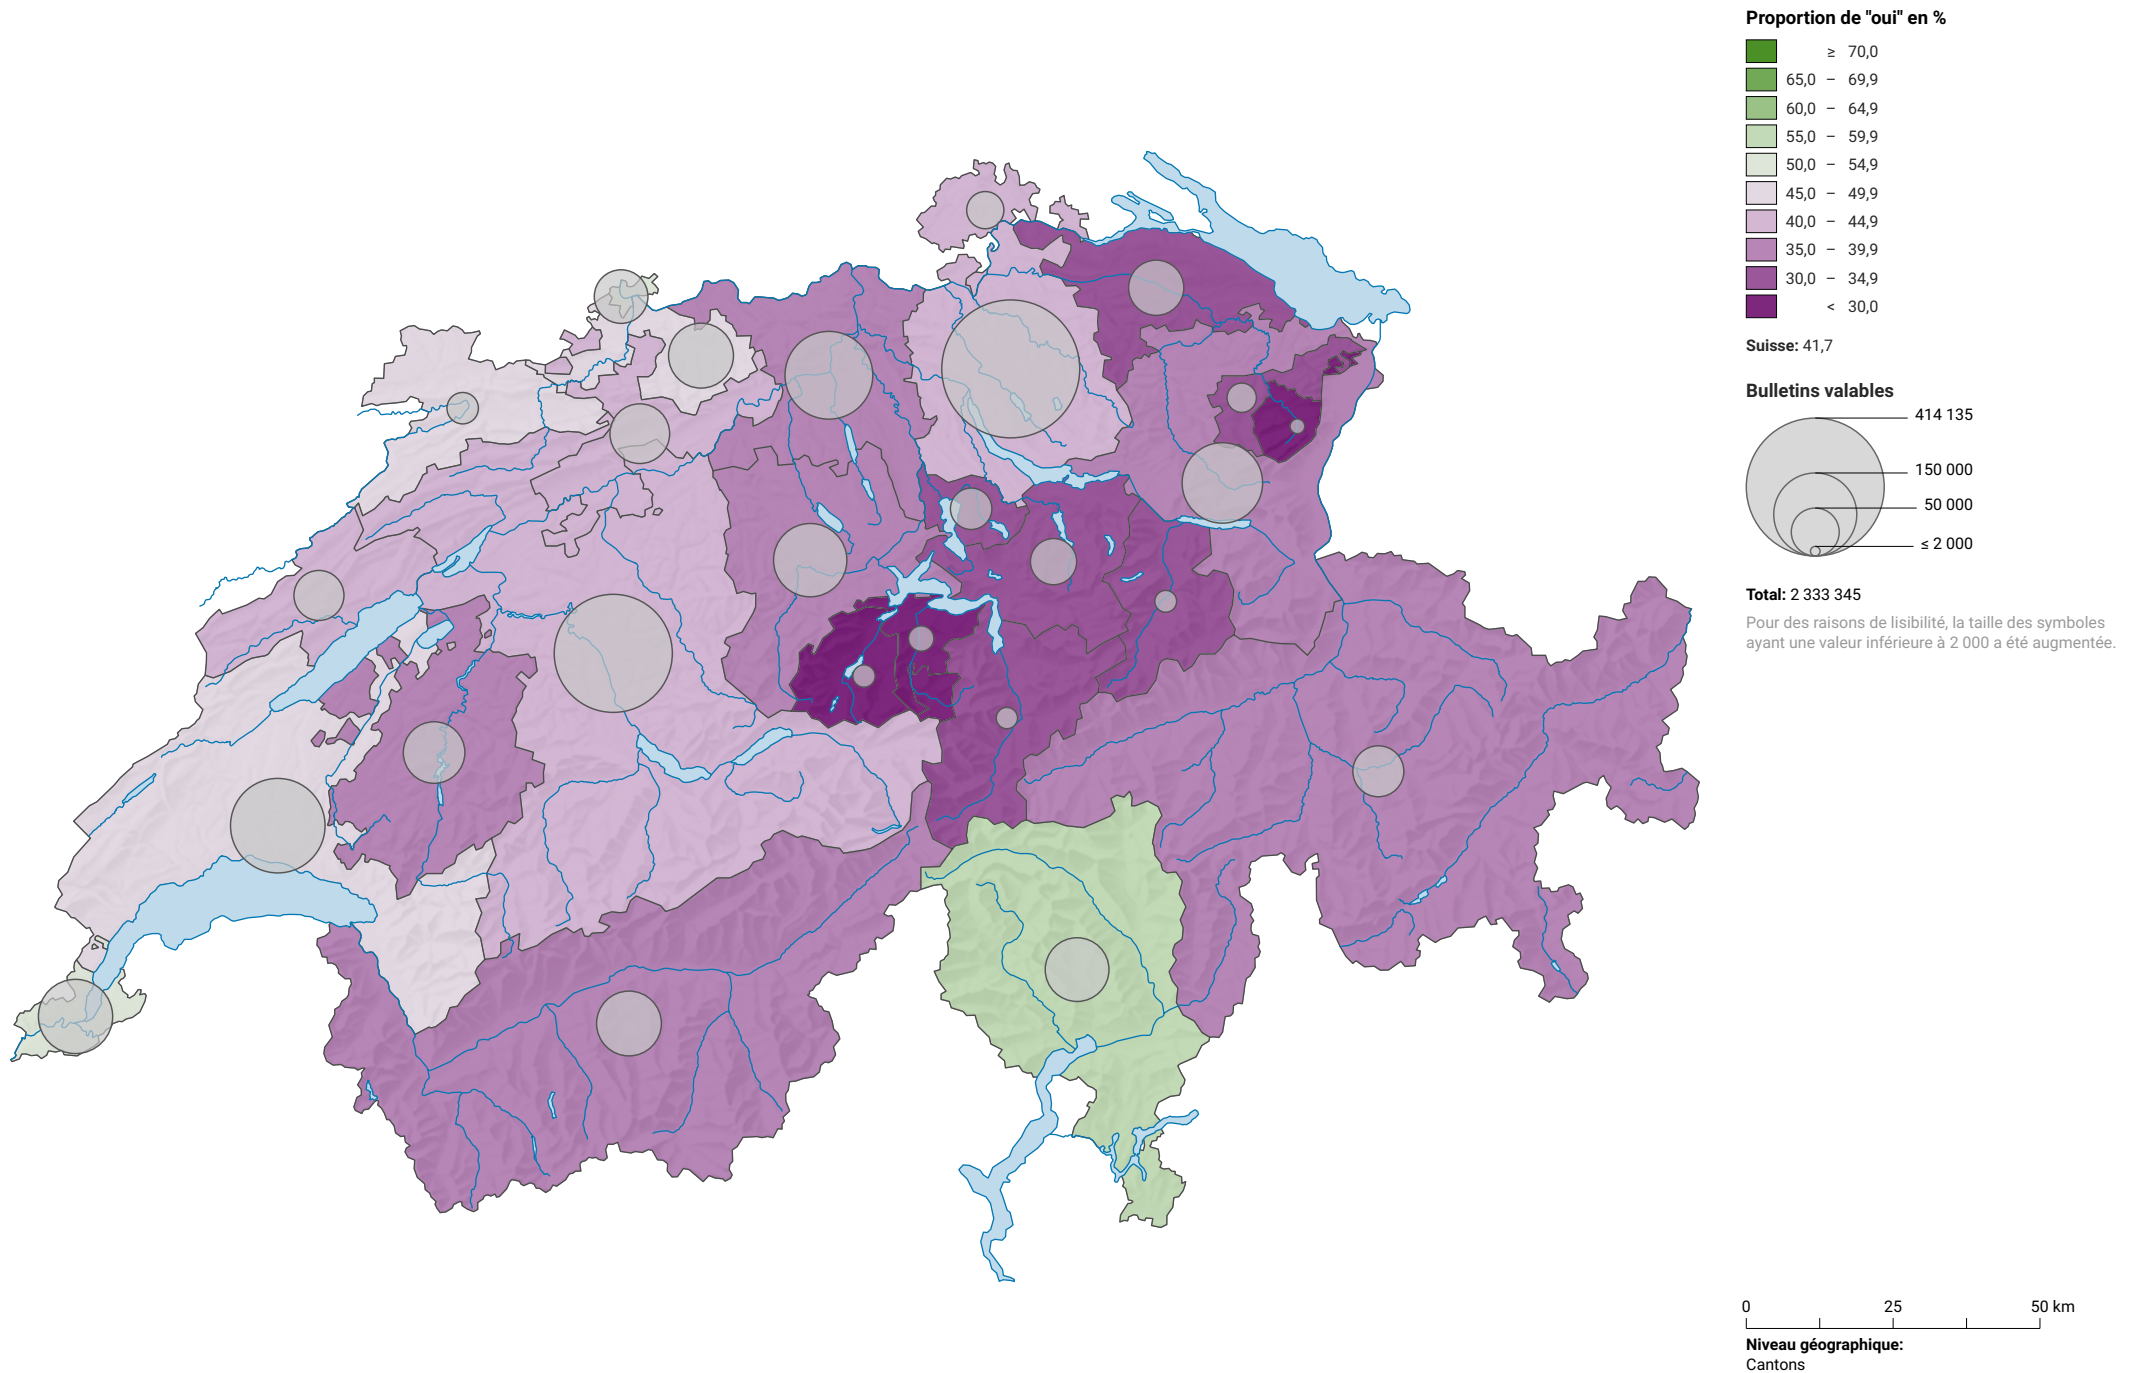 Proportion de "oui" en %
≥ 70,0
65,0 – 69,9
60,0 – 64,9
55,0 – 59,9
50,0 – 54,9
45,0 – 49,9
40,0 – 44,9
35,0 – 39,9
30,0 – 34,9
< 30,0
Suisse: 41,7
Bulletins valables
414 135
150 000
50 000
≤ 2 000
Total: 2 333 345
Pour des raisons de lisibilité, la taille des symboles
ayant une valeur inférieure à 2 000 a été augmentée.
0 25 50 km
Niveau géographique:
Cantons